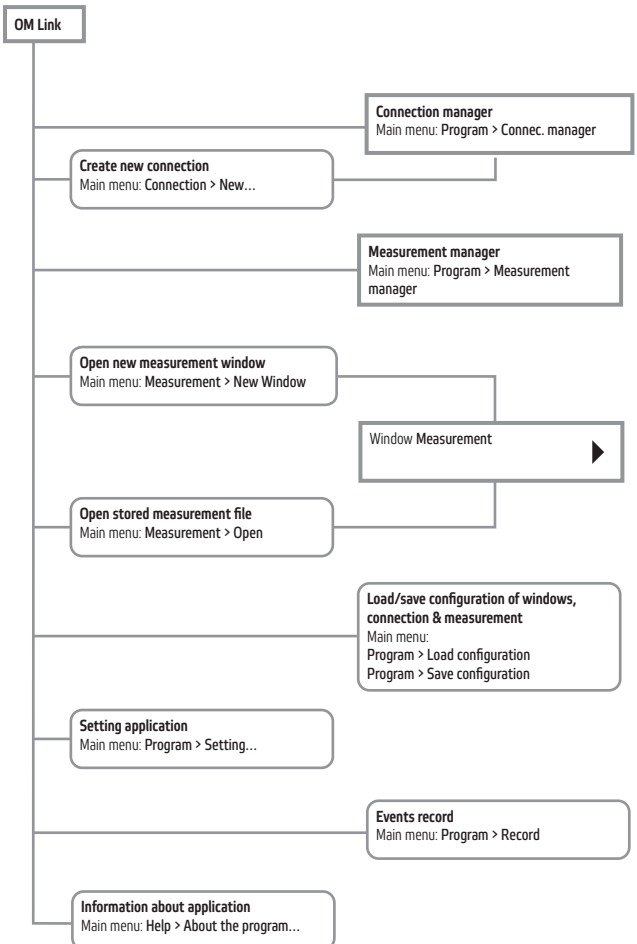 OM Link
Connection manager
Main menu: Program > Connec. manager
Create new connection
Main menu: Connection > New...
Measurement manager
Main menu: Program > Measurement
manager
Open new measurement window
Main menu: Measurement > New Window
Window Measurement
Open stored measurement file
Main menu: Measurement > Open
Load/save configuration of windows,
connection & measurement
Main menu:
Program > Load configuration
Program > Save configuration
Setting application
Main menu: Program > Setting...
Events record
Main menu: Program > Record
Information about application
Main menu: Help > About the program...